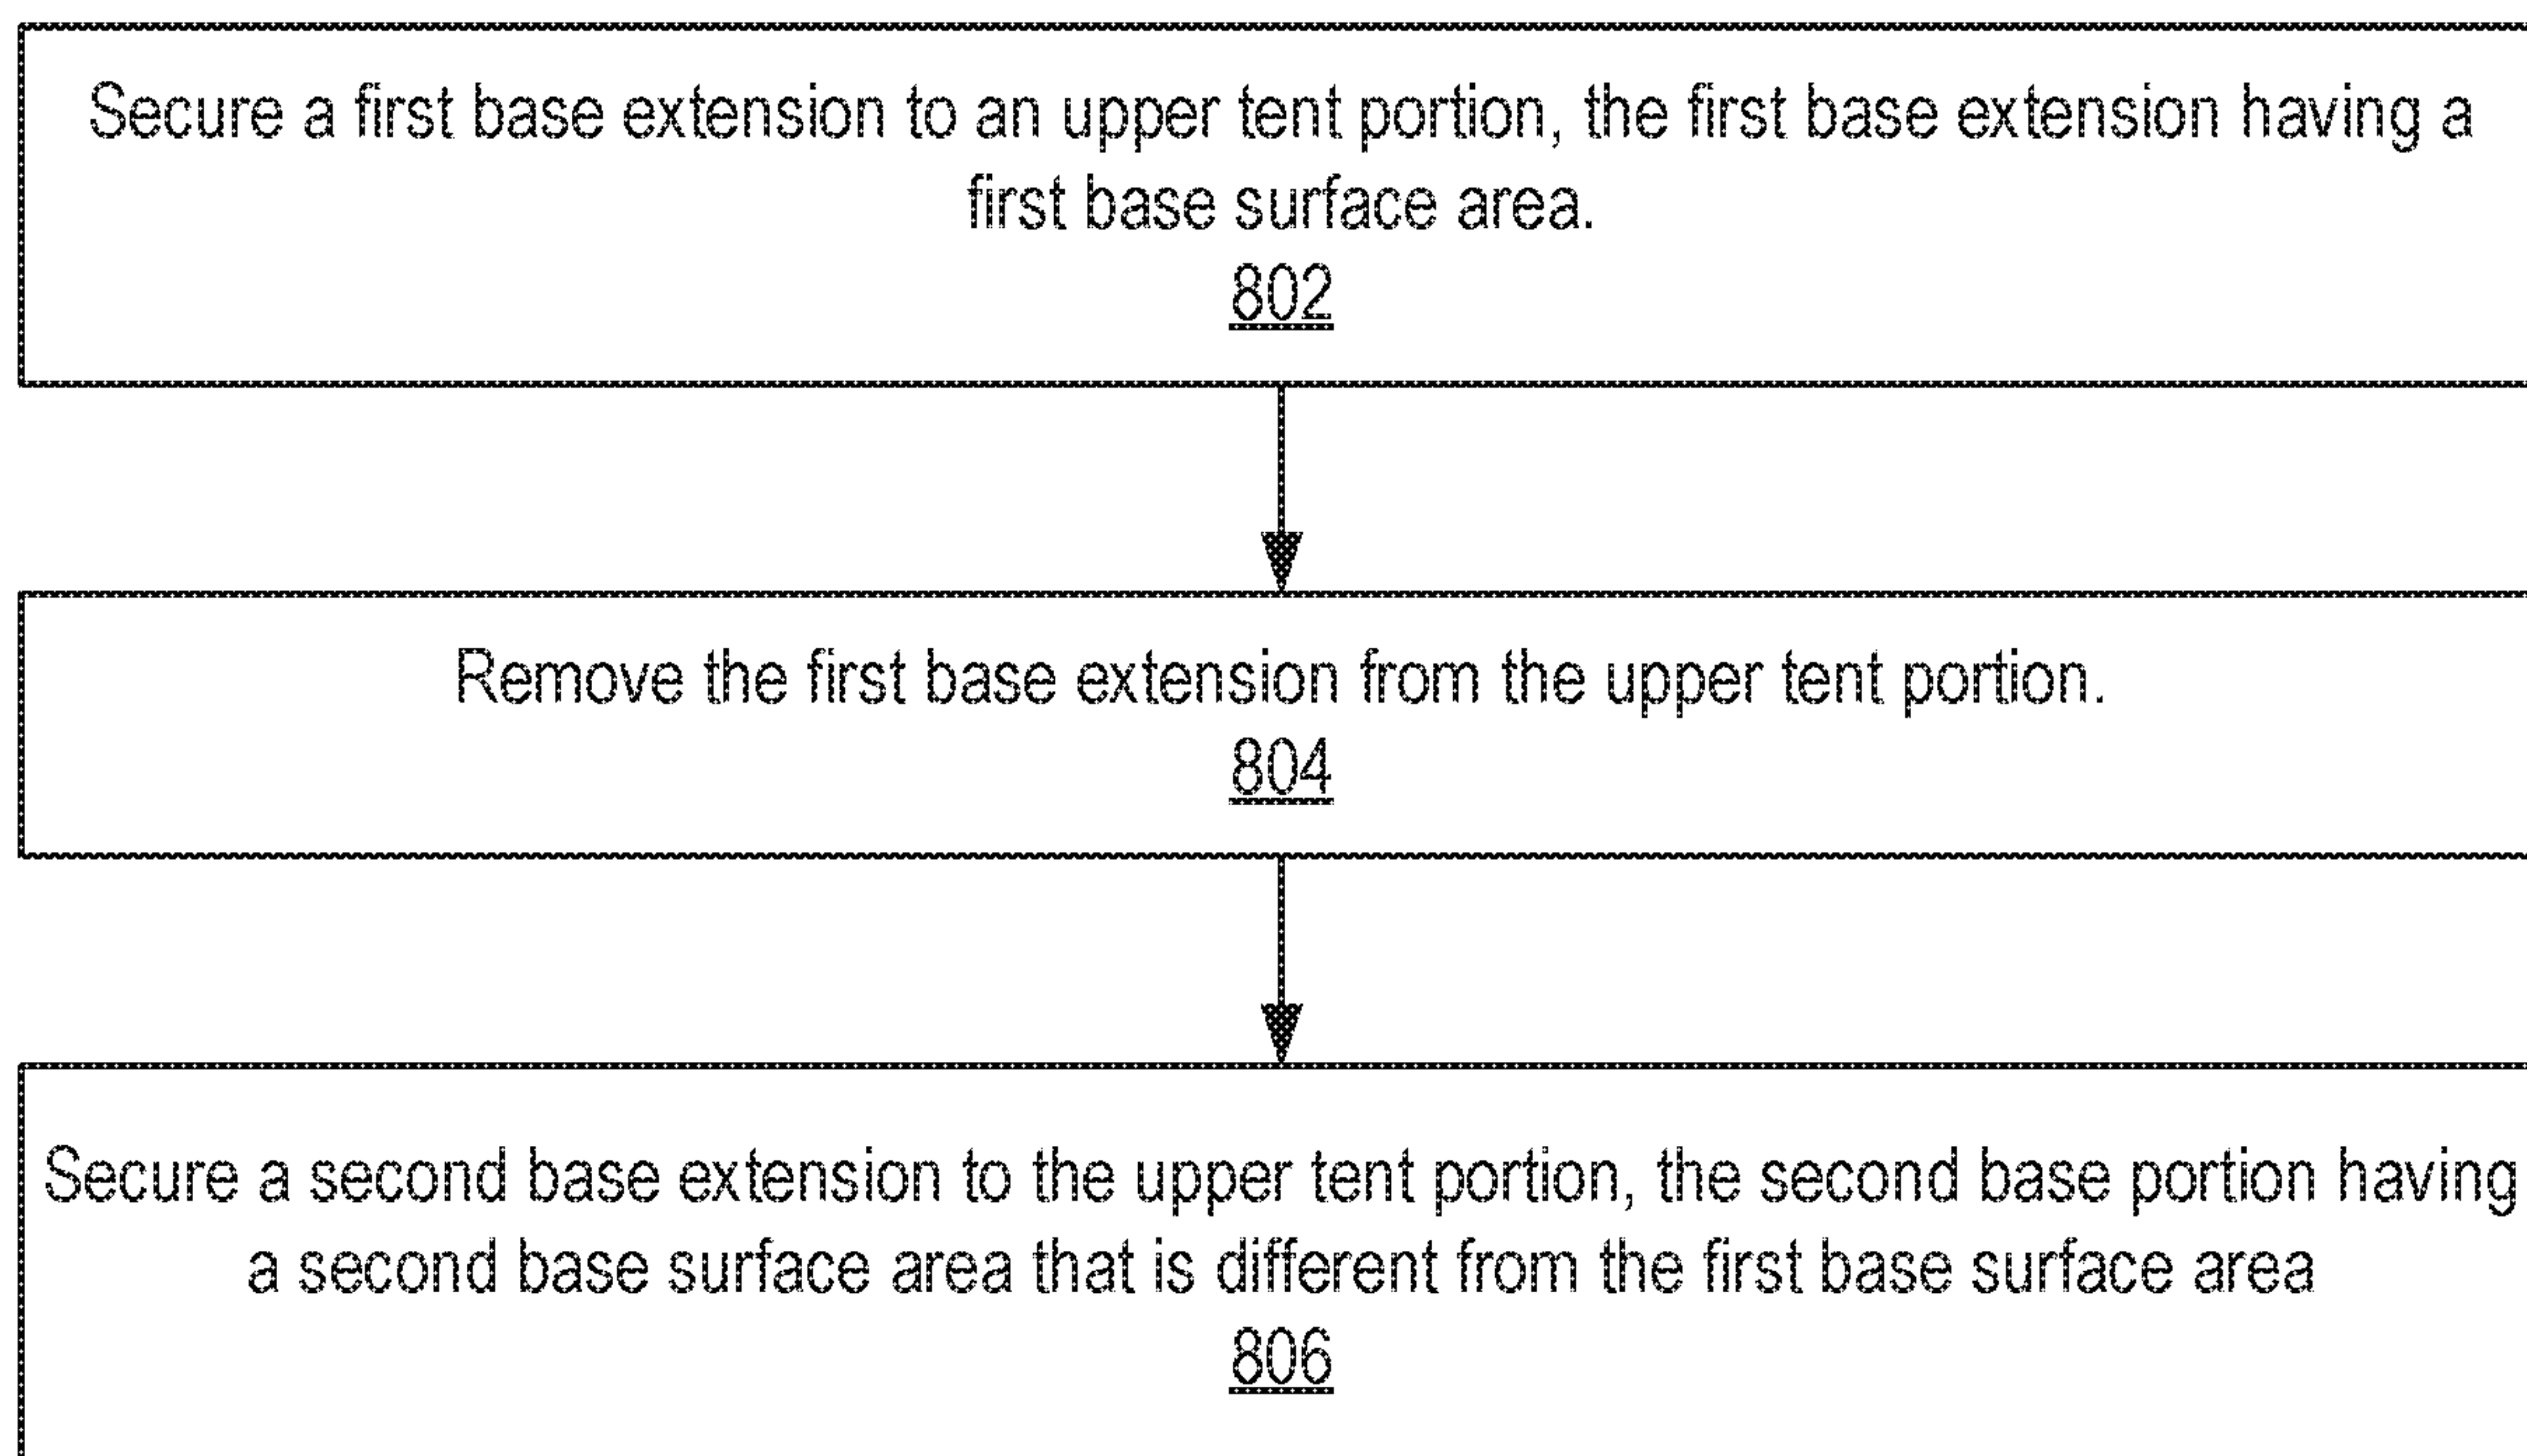 Secure a first base extension to an upper tent portion, the first base extension having a
first base surface area.
802
Remove the first base extension from the upper tent portion.
804
Secure a second base extension to the upper tent portion, the second base portion having
a second base surface area that is different from the first base surface area
806